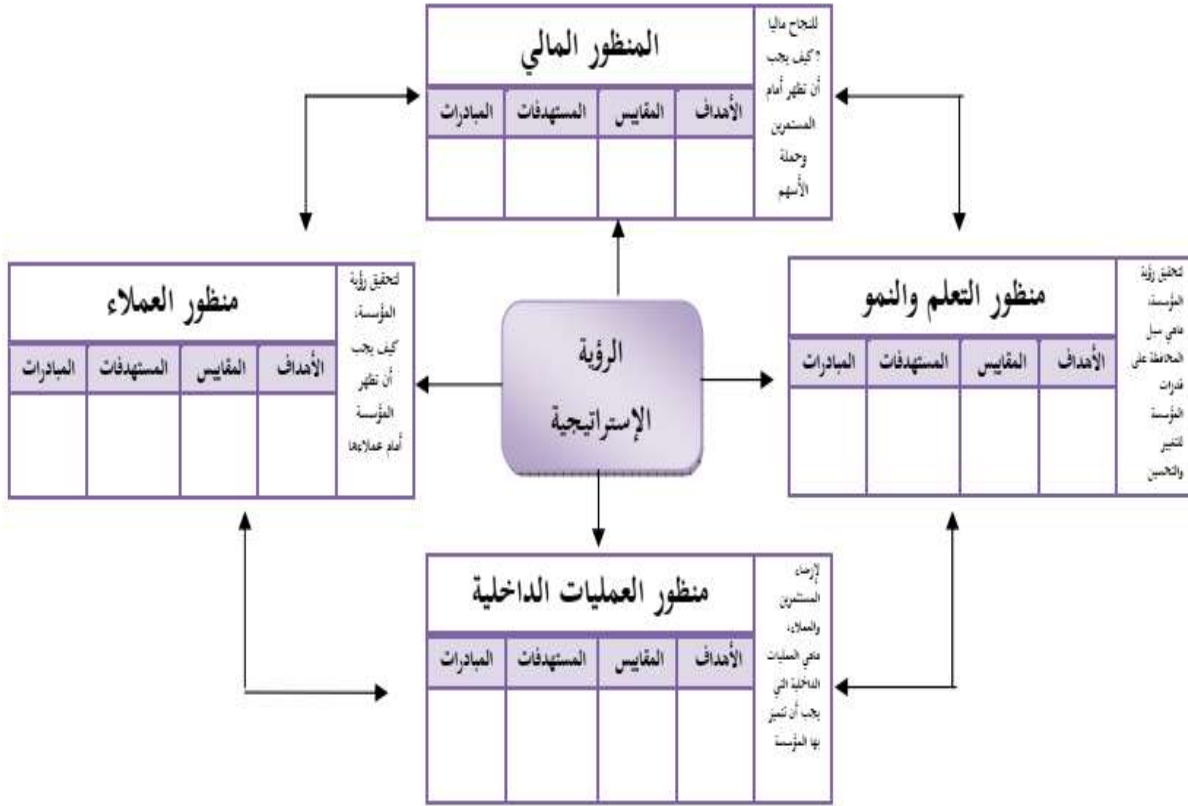 المنظور المالي
الأهداف المقاييس المستهدفات المبادرات
للنجاح ماليا
؟ كيف يجب
أن تظهر أمام
المستمرين
وحملة
الأسهم
منظور التعلم والنمو
الأهداف المقاييس المستهدفات المبادرات
لتحقيق رؤية
المؤسسة،
ماهي سبل
المحافظة على
قدرات
المؤسسة
للتغيير
والتحسين
الرؤية
الإستراتيجية
منظور العملاء
الأهداف المقاييس المستهدفات المبادرات
لتحقيق رؤية
المؤسسة،
كيف يجب
أن تظهر
المؤسسة
أمام عملاءها
منظور العمليات الداخلية
الأهداف المقاييس المستهدفات المبادرات
لإرضاء
المستثمرين
والعملاء،
ماهي العمليات
الداخلية التي
يجب أن تتميز
بها المؤسسة